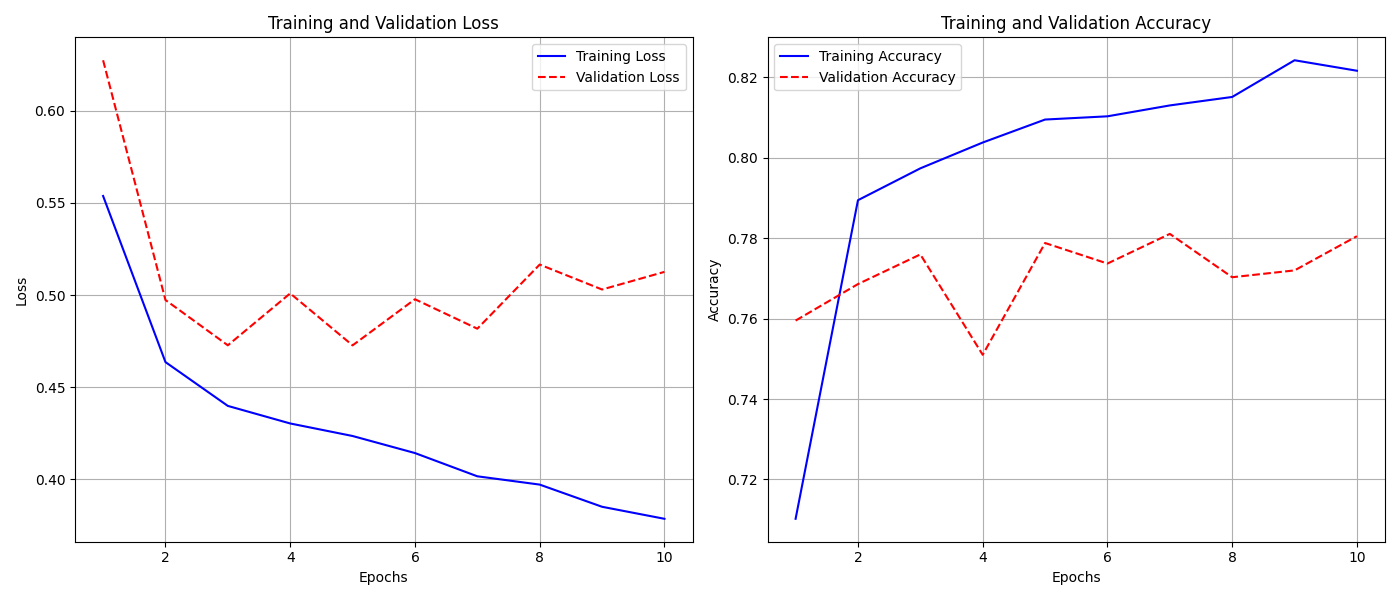 Training and Validation Loss
Training Loss
Validation Loss
0.60
0.55
0.50
0.45
0.40
Loss
2 4 6 8 10
Epochs
Training and Validation Accuracy
Training Accuracy
Validation Accuracy
0.82
0.80
0.78
0.76
0.74
0.72
Accuracy
2 4 6 8 10
Epochs